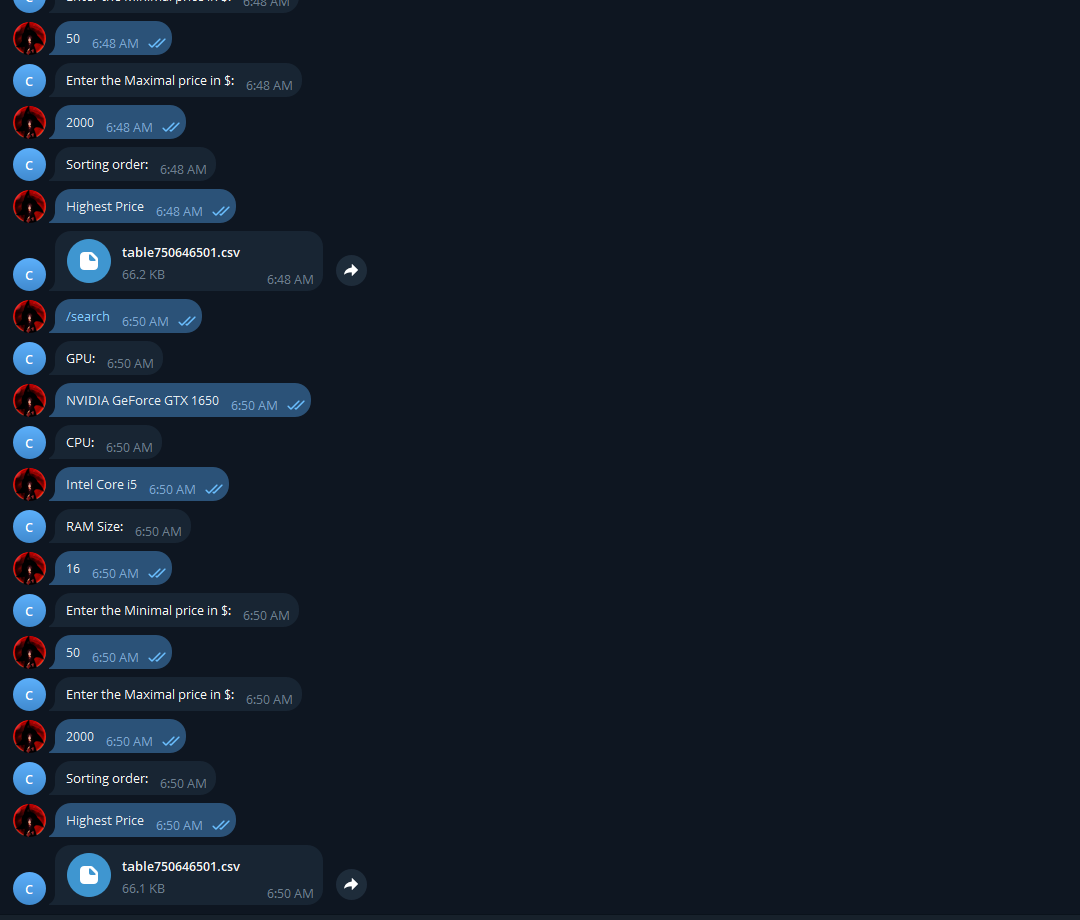 C Enter the Minimal price in $: 6:48 AM
50 6:48 AM
C Enter the Maximal price in $: 6:48 AM
2000 6:48 AM
C Sorting order: 6:48 AM
Highest Price 6:48 AM
table750646501.csv
66.2 KB
C 6:48 AM
/search 6:50 AM
C GPU: 6:50 AM
NVIDIA GeForce GTX 1650 6:50 AM
C CPU: 6:50 AM
Intel Core i5 6:50 AM
C RAM Size: 6:50 AM
16 6:50 AM
C Enter the Minimal price in $: 6:50 AM
50 6:50 AM
C Enter the Maximal price in $: 6:50 AM
2000 6:50 AM
C Sorting order: 6:50 AM
Highest Price 6:50 AM
table750646501.csv
66.1 KB
C 6:50 AM